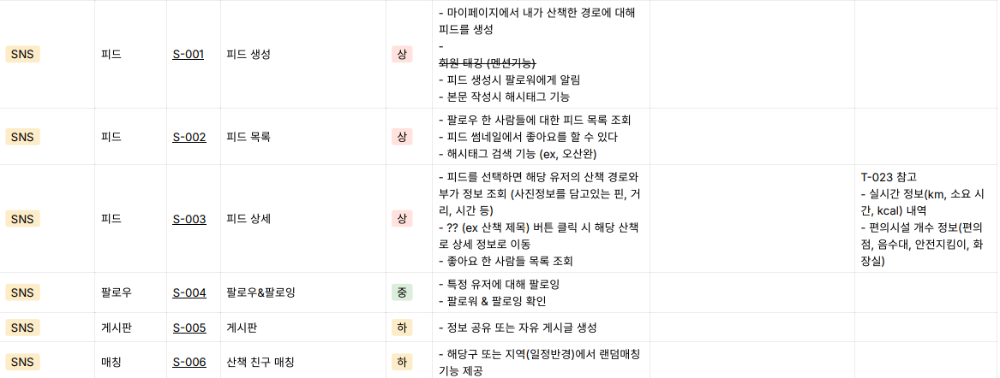 SNS
피드
S-001
피드 생성
상
- 마이페이지에서 내가 산책한 경로에 대해
피드를 생성
-
회원 태깅 (멘션기능)
- 피드 생성시 팔로워에게 알림
- 본문 작성시 해시태그 기능
SNS
피드
S-002
피드 목록
상
- 팔로우 한 사람들에 대한 피드 목록 조회
- 피드 썸네일에서 좋아요를 할 수 있다
- 해시태그 검색 기능 (ex, 오산완)
SNS
피드
S-003
피드 상세
상
- 피드를 선택하면 해당 유저의 산책 경로와
부가 정보 조회 (사진정보를 담고있는 핀, 거
리, 시간 등)
- ?? (ex 산책 제목) 버튼 클릭 시 해당 산책
로 상세 정보로 이동
- 좋아요 한 사람들 목록 조회
T-023 참고
- 실시간 정보(km, 소요 시
간, kcal) 내역
- 편의시설 개수 정보(편의
점, 음수대, 안전지킴이, 화
장실)
SNS
팔로우
S-004
팔로우&팔로잉
중
- 특정 유저에 대해 팔로잉
- 팔로워 & 팔로잉 확인
SNS
게시판
S-005
게시판
하
- 정보 공유 또는 자유 게시글 생성
SNS
매칭
S-006
산책 친구 매칭
하
- 해당구 또는 지역(일정반경)에서 랜덤매칭
기능 제공